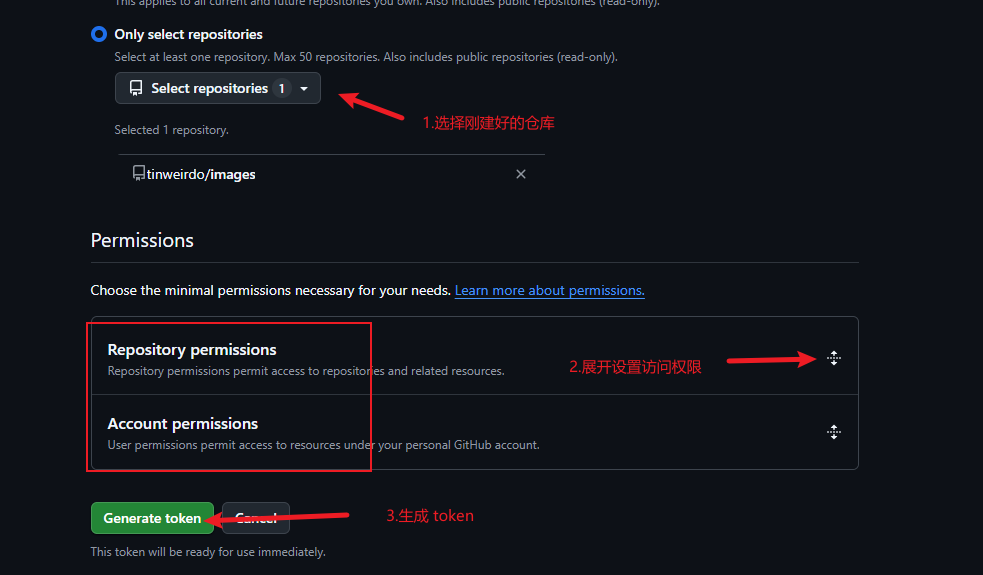 This applies to all current and future repositories you own. Also includes public repositories (read-only).
Only select repositories
Select at least one repository. Max 50 repositories. Also includes public repositories (read-only).
Select repositories 1
1.选择刚建好的仓库
Selected 1 repository.
tinweirdo/images
Permissions
Choose the minimal permissions necessary for your needs. Learn more about permissions.
Repository permissions
Repository permissions permit access to repositories and related resources.
2.展开设置访问权限
Account permissions
User permissions permit access to resources under your personal GitHub account.
Generate token Cancel 3.生成 token
This token will be ready for use immediately.